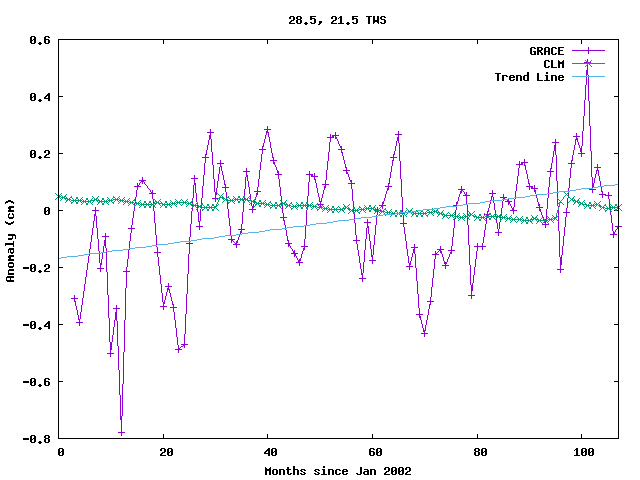 28.5, 21.5 TWS
GRACE
CLM
Trend Line
0.6
0.4
0.2
0
-0.2
-0.4
-0.6
-0.8
Anomaly (cm)
0 20 40 60 80 100
Months since Jan 2002